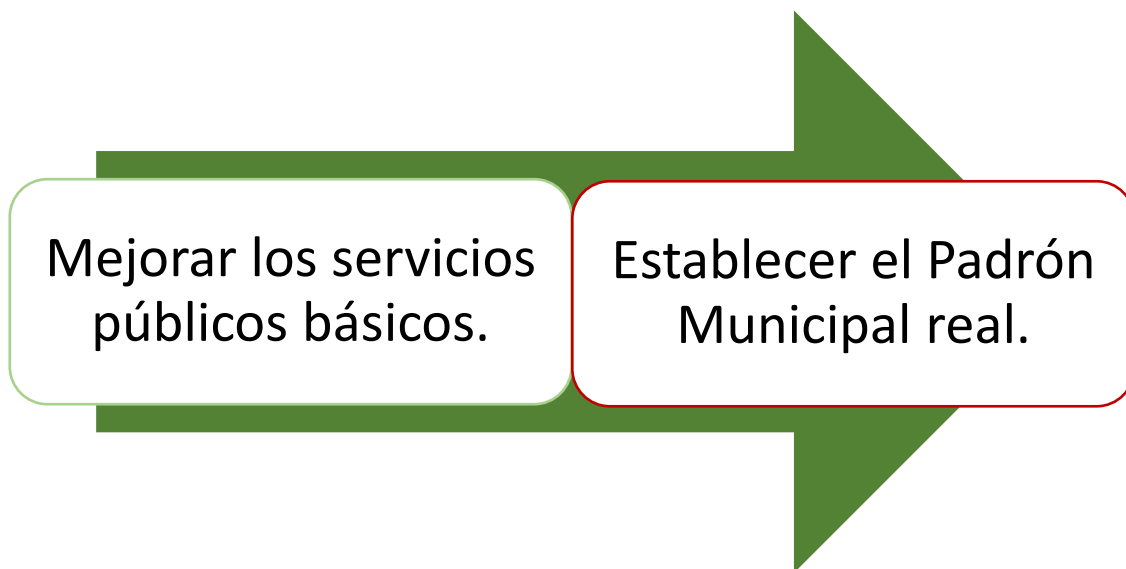 Mejorar los servicios
públicos básicos.
Establecer el Padrón
Municipal real.